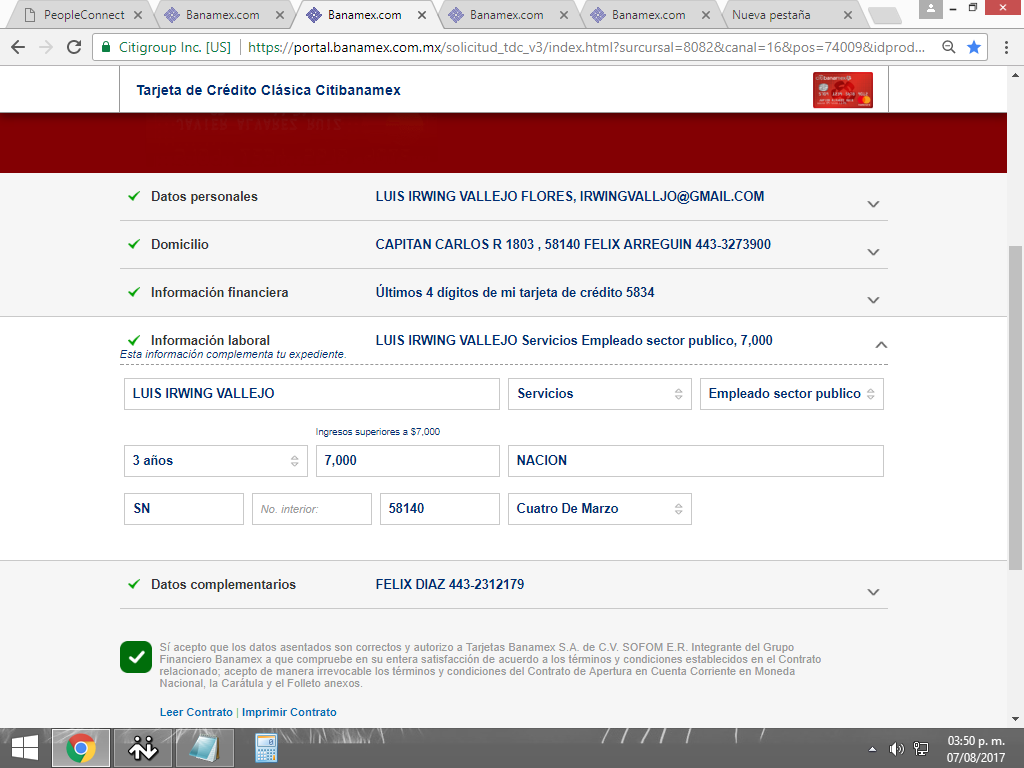 PeopleConnect
Banamex.com
Banamex.com
Banamex.com
Banamex.com
Nueva pestaña
Citigroup Inc. [US]
https://portal.banamex.com.mx/solicitud_tdc_v3/index.html?sursursal=8082&canal=16&pos=74009&idprod...
Tarjeta de Crédito Clásica Citibanamex
Datos personales
LUIS IRWING VALLEJO FLORES, IRWINGVALLJO@GMAIL.COM
Domicilio
CAPITAN CARLOS R 1803 , 58140 FELIX ARREGUIN 443-3273900
Información financiera
Últimos 4 dígitos de mi tarjeta de crédito 5834
Información laboral
LUIS IRWING VALLEJO Servicios Empleado sector publico, 7,000
Esta información complementa tu expediente.
LUIS IRWING VALLEJO
Servicios
Empleado sector publico
Ingresos superiores a $7,000
3 años
7,000
NACION
SN
No. interior:
58140
Cuatro De Marzo
Datos complementarios
FELIX DIAZ 443-2312179
Sí acepto que los datos asentados son correctos y autorizo a Tarjetas Banamex S.A. de C.V. SOFOM E.R. Integrante del Grupo
Financiero Banamex a que compruebe en su entera satisfacción de acuerdo a los términos y condiciones establecidos en el Contrato
relacionado; acepto de manera irrevocable los términos y condiciones del Contrato de Apertura en Cuenta Corriente en Moneda
Nacional, la Carátula y el Folleto anexos.
Leer Contrato | Imprimir Contrato
03:50 p. m.
07/08/2017